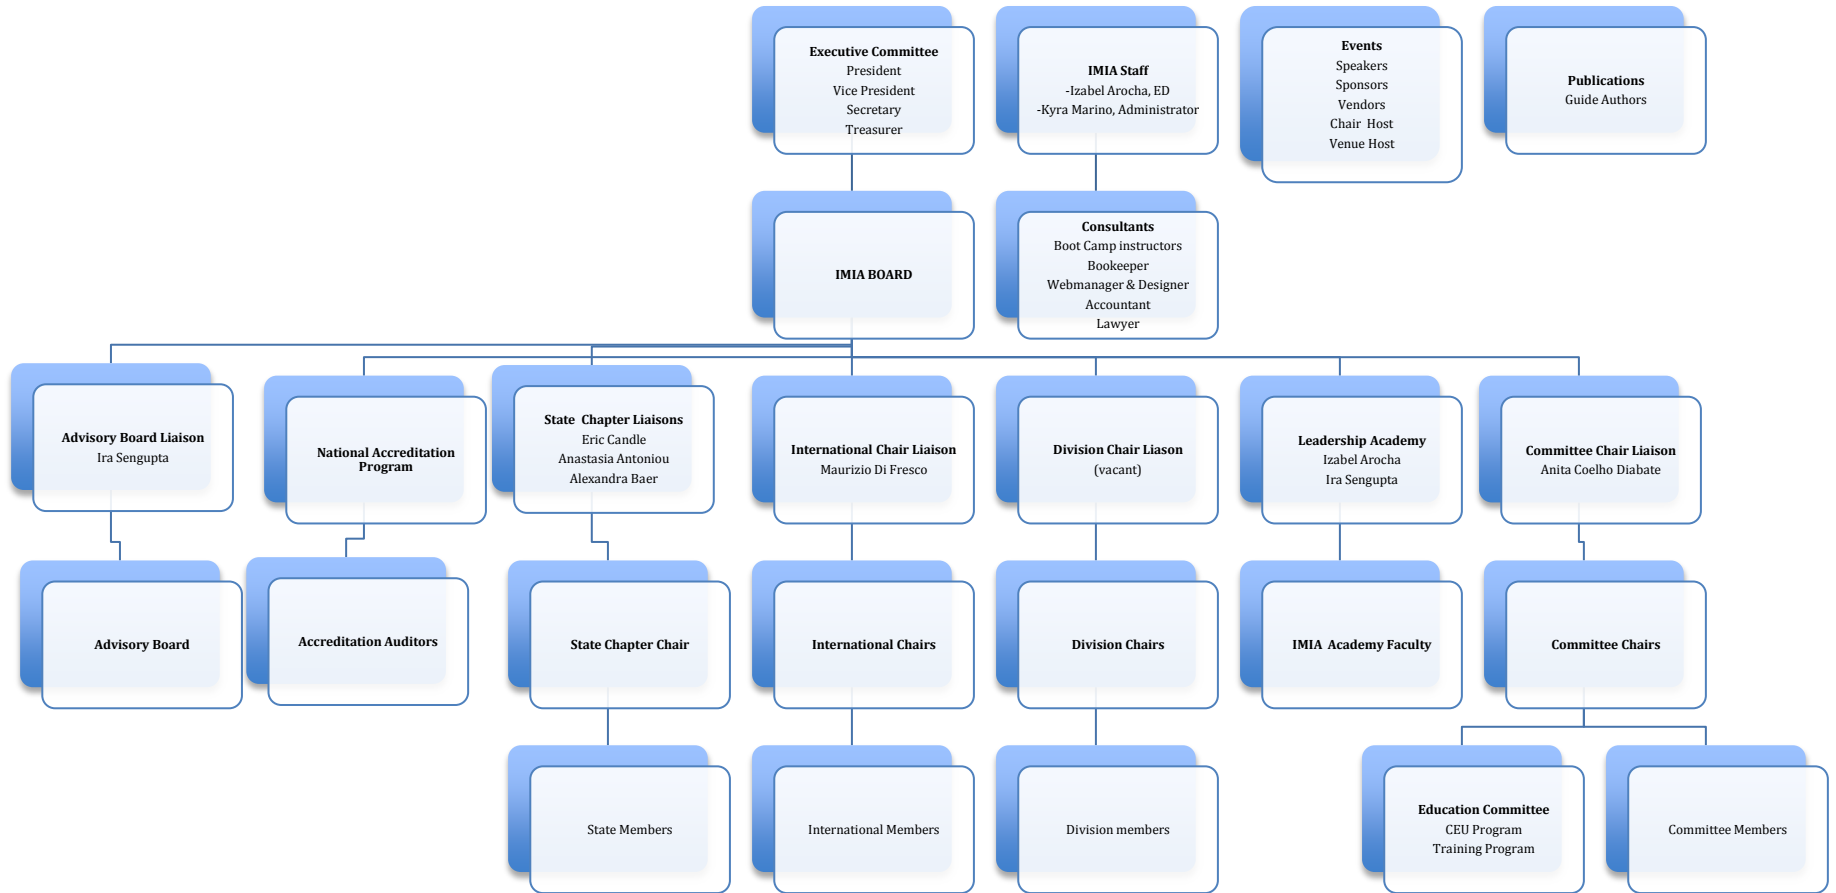 Executive Committee
President
Vice President
Secretary
Treasurer
IMIA Staff
-Izabel Arocha, ED
-Kyra Marino, Administrator
Events
Speakers
Sponsors
Vendors
Chair Host
Venue Host
Publications
Guide Authors
IMIA BOARD
Consultants
Boot Camp instructors
Bookeeper
Webmanager & Designer
Accountant
Lawyer
Advisory Board Liaison
Ira Sengupta
National Accreditation
Program
State Chapter Liaisons
Eric Candle
Anastasia Antoniou
Alexandra Baer
International Chair Liaison
Maurizio Di Fresco
Division Chair Liason
(vacant)
Leadership Academy
Izabel Arocha
Ira Sengupta
Committee Chair Liaison
Anita Coelho Diabate
Advisory Board
Accreditation Auditors
State Chapter Chair
International Chairs
Division Chairs
IMIA Academy Faculty
Committee Chairs
State Members
International Members
Division members
Education Committee
CEU Program
Training Program
Committee Members